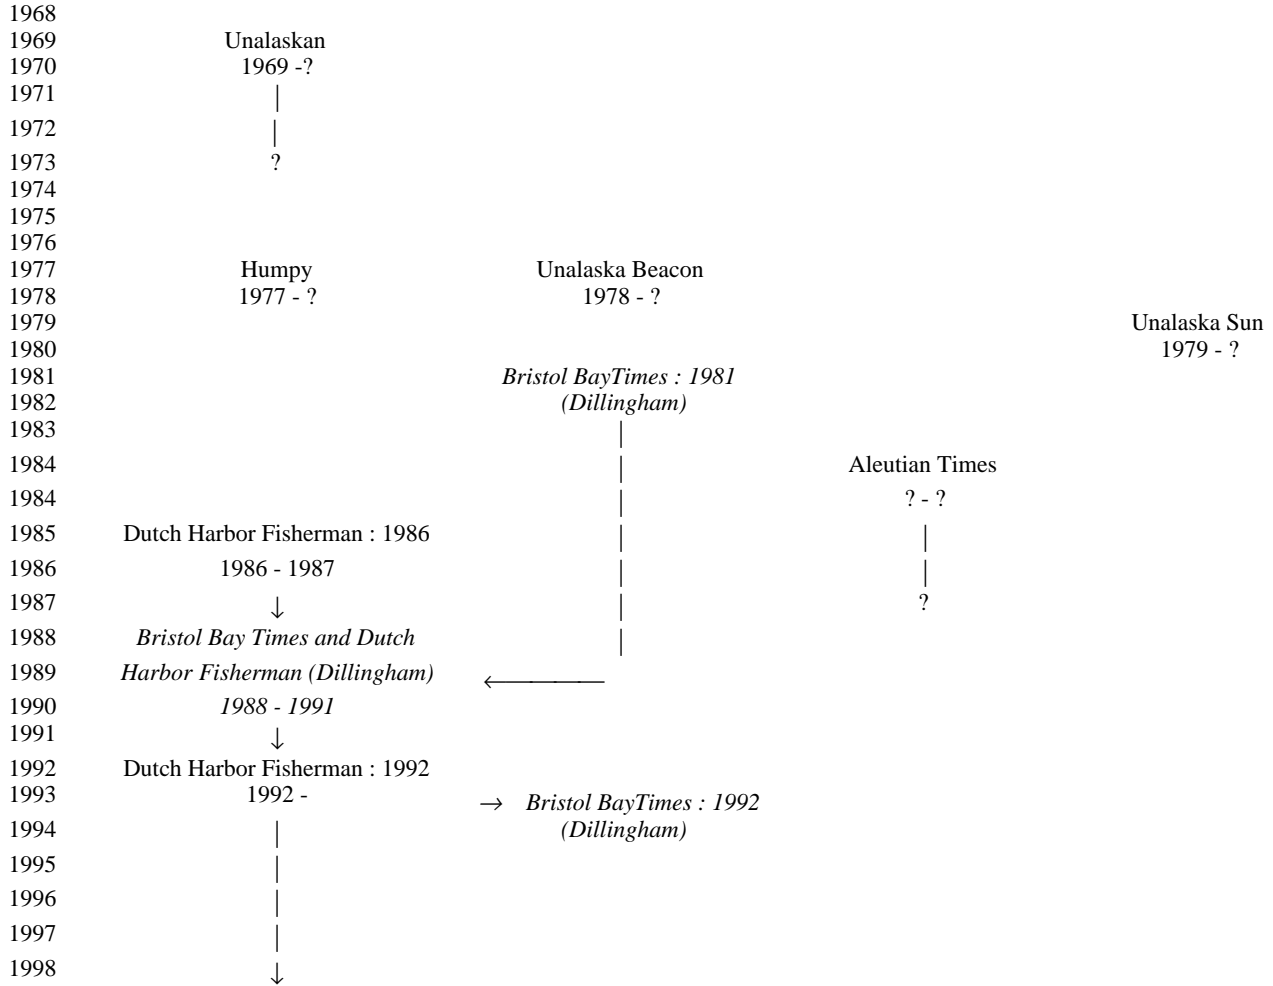 1968
1969 Unalaskan
1970 1969 -?
1971 |
1972 |
1973 ?
1974
1975
1976
1977 Humpy Unalaska Beacon
1978 1977 - ? 1978 - ?
1979 Unalaska Sun
1980 1979 - ?
1981 Bristol BayTimes : 1981
1982 (Dillingham)
1983 |
1984 | Aleutian Times
1984 | ? - ?
1985 Dutch Harbor Fisherman : 1986 | |
1986 1986 - 1987 | |
1987 ↓ | ?
1988 Bristol Bay Times and Dutch |
1989 Harbor Fisherman (Dillingham) ←
1990 1988 - 1991
1991 ↓
1992 Dutch Harbor Fisherman : 1992
1993 1992 - → Bristol BayTimes : 1992
1994 | (Dillingham)
1995 |
1996 |
1997 |
1998 ↓